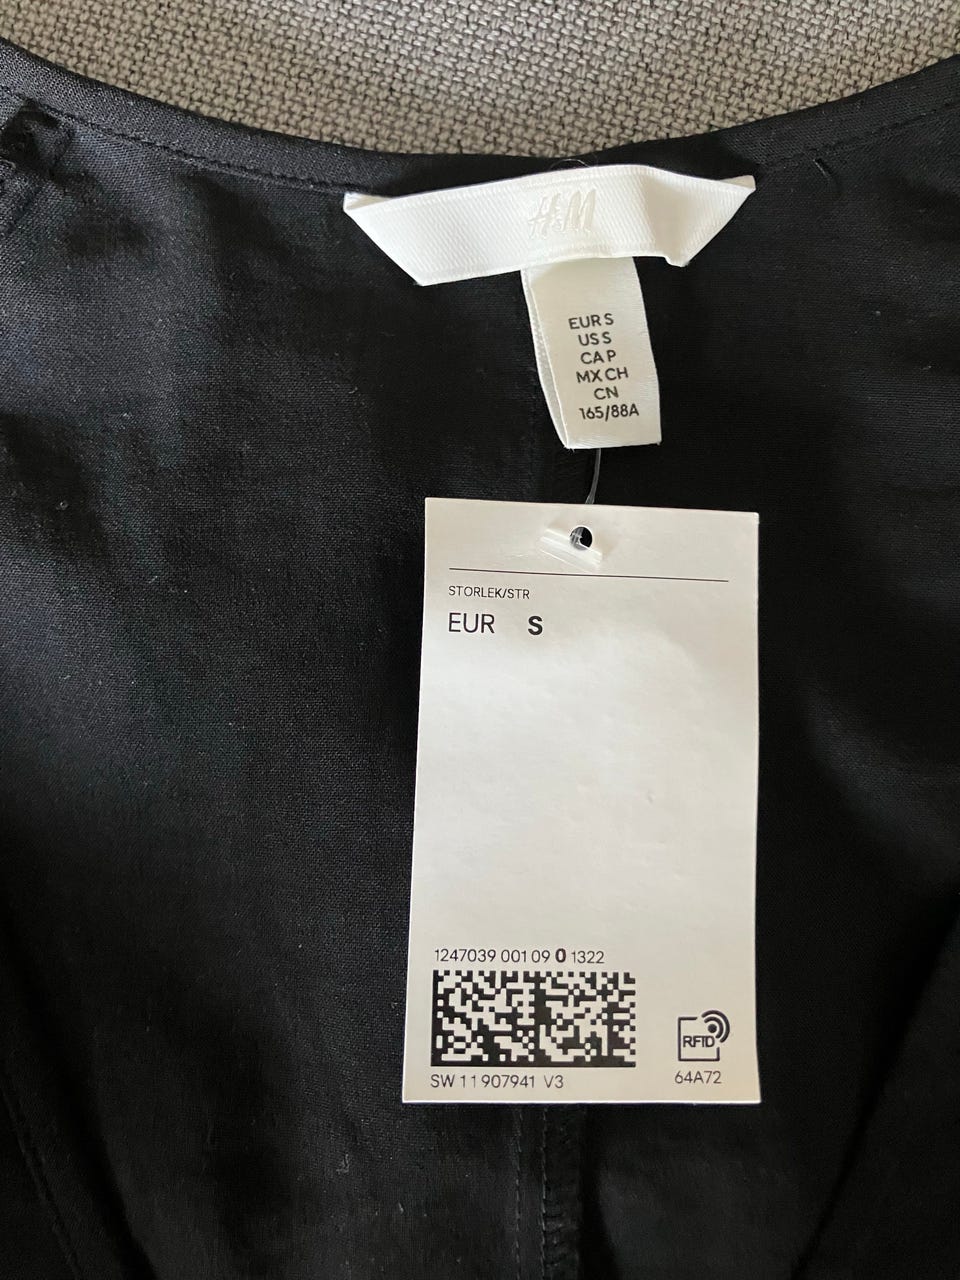 H&M
EUR S
US S
CA P
MX CH
CN
165/88A
STORLEK/STR
EUR S
1247039 001 09 0 1322
SW 11 907941 V3
RFID
64A72